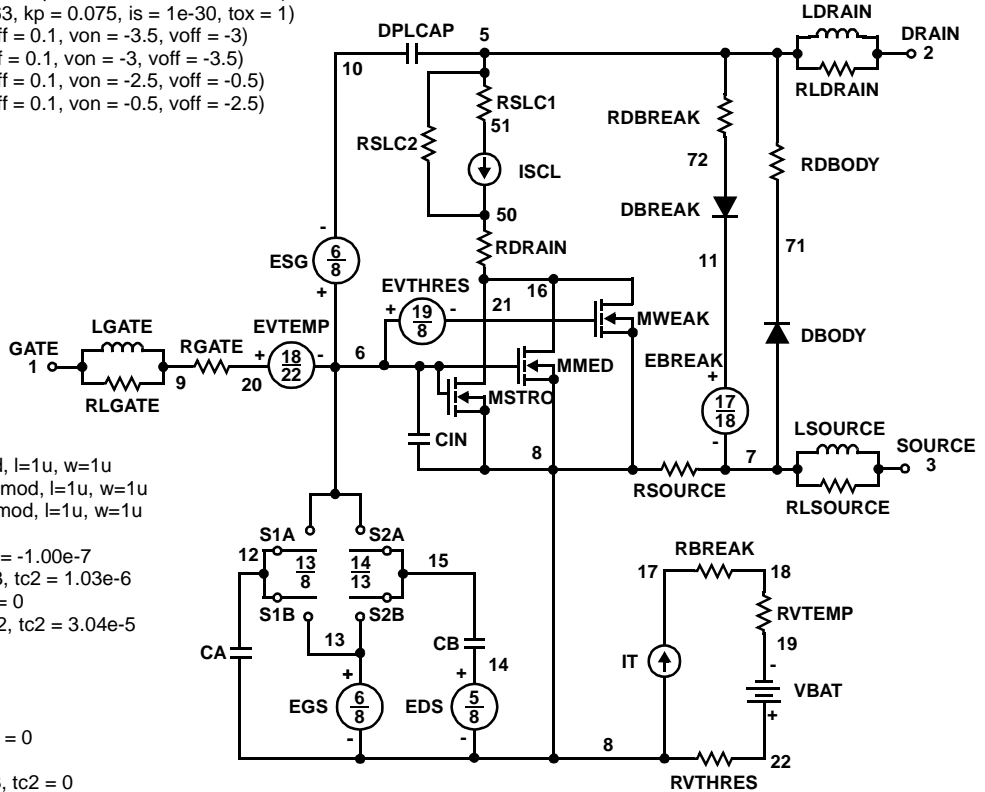 63, kp = 0.075, is = 1e-30, tox = 1)
ff = 0.1, von = -3.5, voff = -3)
f = 0.1, von = -3, voff = -3.5)
ff = 0.1, von = -2.5, voff = -0.5)
ff = 0.1, von = -0.5, voff = -2.5)
LDRAIN
DPLCAP
5
DRAIN
2
10
RLDRAIN
RSLC1
51
RSLC2
ISCL
RDBREAK
72
RDBODY
DBREAK
50
RDRAIN
71
11
-
ESG
6
8
+
EVTHRES
+
19
8
-
16
21
MWEAK
LGATE
GATE
1
RGATE
EVTEMP
+
18
22
-
6
9
20
RLGATE
MMED
MSTRO
DBODY
EBREAK
+
17
18
-
CIN
8
RSOURCE
7
LSOURCE
SOURCE
3
RLSOURCE
d, l=1u, w=1u
mod, l=1u, w=1u
mod, l=1u, w=1u
= -1.00e-7
3, tc2 = 1.03e-6
= 0
2, tc2 = 3.04e-5
S1A
S2A
12
13
8
14
13
15
S1B
S2B
13
CA
CB
14
+
EGS
6
8
-
+
EDS
5
8
-
RBREAK
17
18
RVTEMP
19
-
IT
VBAT
+
8
22
RVTHRES
= 0
3, tc2 = 0